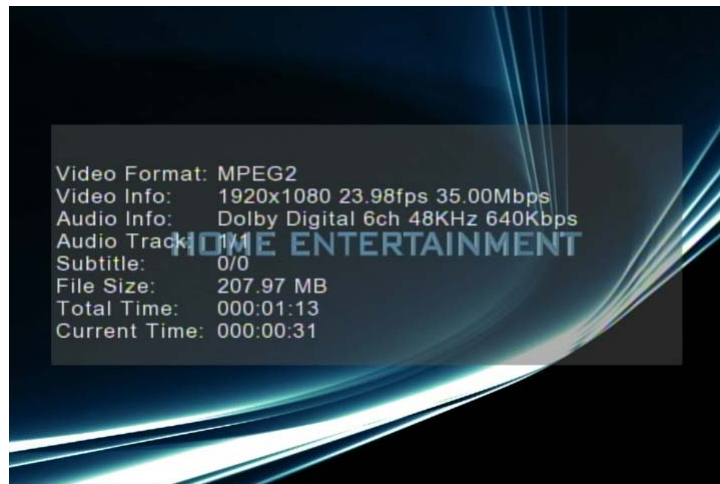 Video Format: MPEG2
Video Info: 1920x1080 23.98fps 35.00Mbps
Audio Info: Dolby Digital 6ch 48KHz 640Kbps
Audio Track: 1/1
HOME ENTERTAINMENT
Subtitle: 0/0
File Size: 207.97 MB
Total Time: 000:01:13
Current Time: 000:00:31